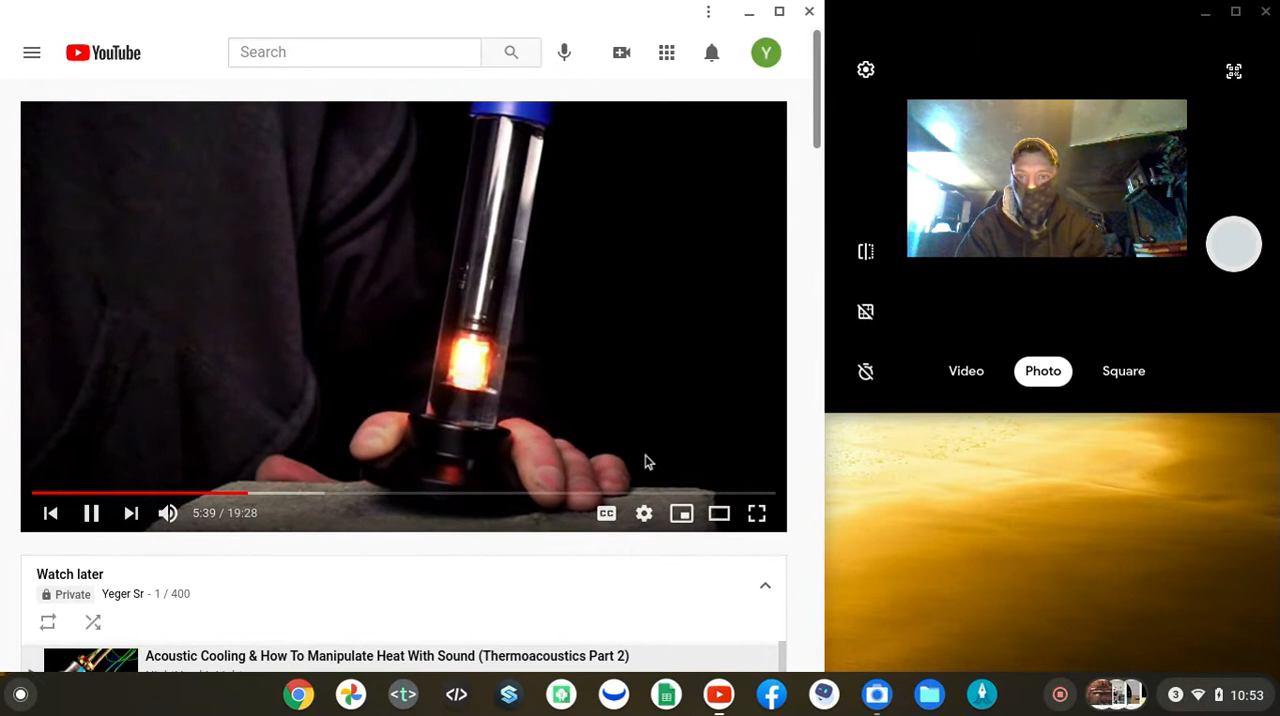 YouTube
Search
Y
5:39 / 19:28
CC
Watch later
Private Yeger Sr - 1 / 400
Acoustic Cooling & How To Manipulate Heat With Sound (Thermoacoustics Part 2)
Video
Photo
Square
<t>
</>
3
10:53